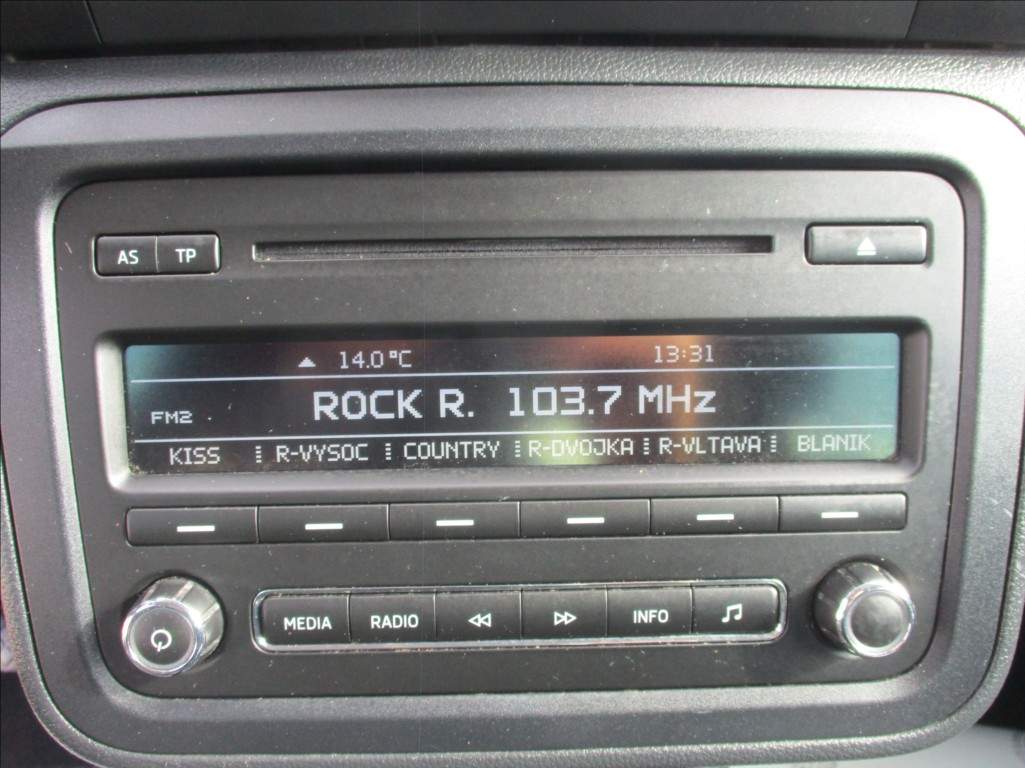 AS TP
14.0°C 13:31
FM2 ROCK R. 103.7 MHz
KISS R-VYSOC COUNTRY R-DVOJKA R-VLTAVA BLANIK
MEDIA RADIO INFO